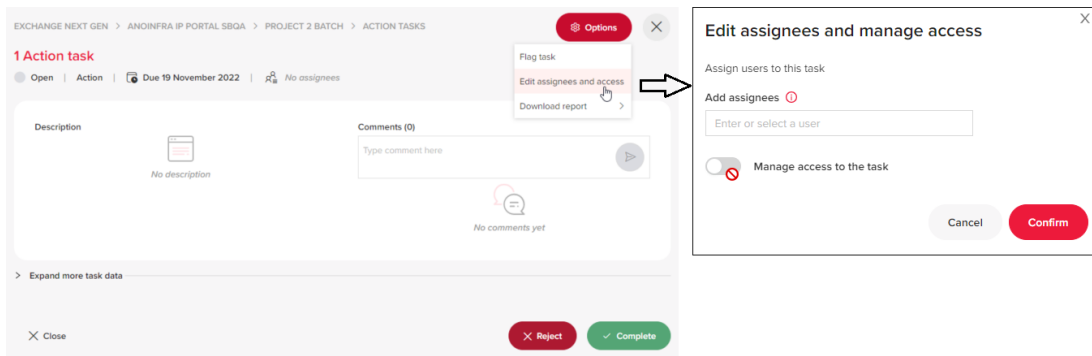 EXCHANGE NEXT GEN > ANOINFRA IP PORTAL SBQA > PROJECT 2 BATCH > ACTION TASKS
Options
1 Action task
Open | Action | Due 19 November 2022 | No assignees
Flag task
Edit assignees and access
Download report >
Description
No description
Comments (0)
Type comment here
No comments yet
> Expand more task data
Close
Reject
Complete
X
Edit assignees and manage access
Assign users to this task
Add assignees
Enter or select a user
Manage access to the task
Cancel
Confirm